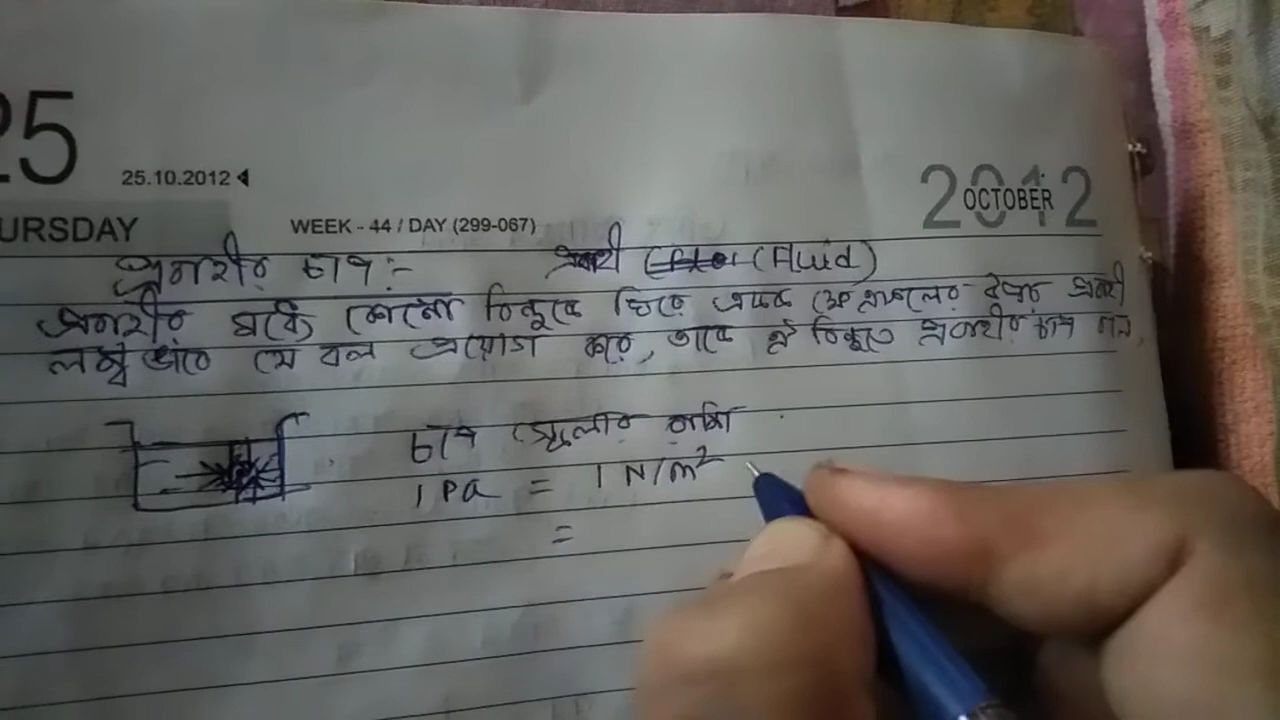 25
25.10.2012
2012
OCTOBER
URSDAY
WEEK - 44 / DAY (299-067)
প্রবাহীর চাপ :- প্রবাহী (Fluid)
প্রবাহীর মধ্যে কোনো বিন্দুকে ঘিরে একক ক্ষেত্রফলের উপর প্রবাহী
লম্বভাবে যে বল প্রয়োগ করে, তাকে ঐ বিন্দুতে প্রবাহীর চাপ বলে,
চাপ
1 Pa = 1 N/m²
=